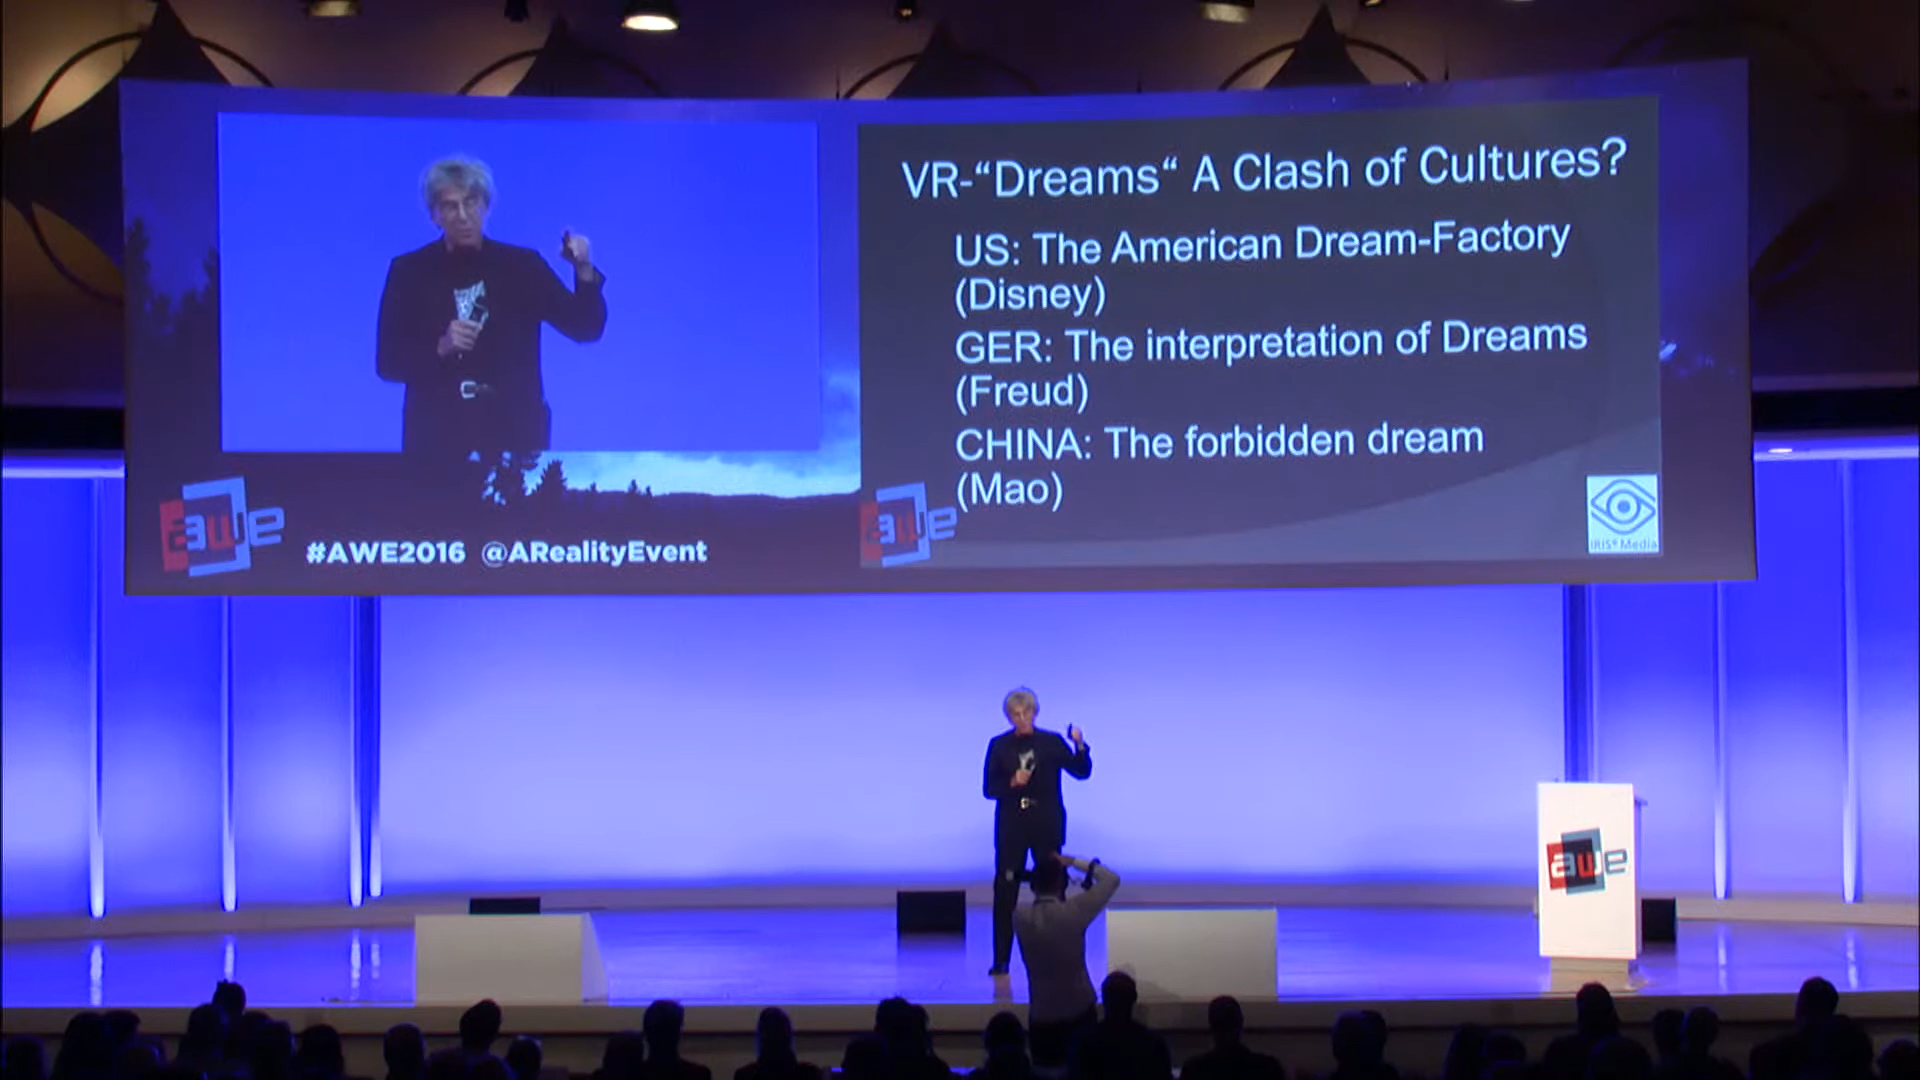 VR-“Dreams“ A Clash of Cultures?
US: The American Dream-Factory
(Disney)
GER: The interpretation of Dreams
(Freud)
CHINA: The forbidden dream
(Mao)
awe
#AWE2016 @ARealityEvent
awe
IRIS® Media
awe